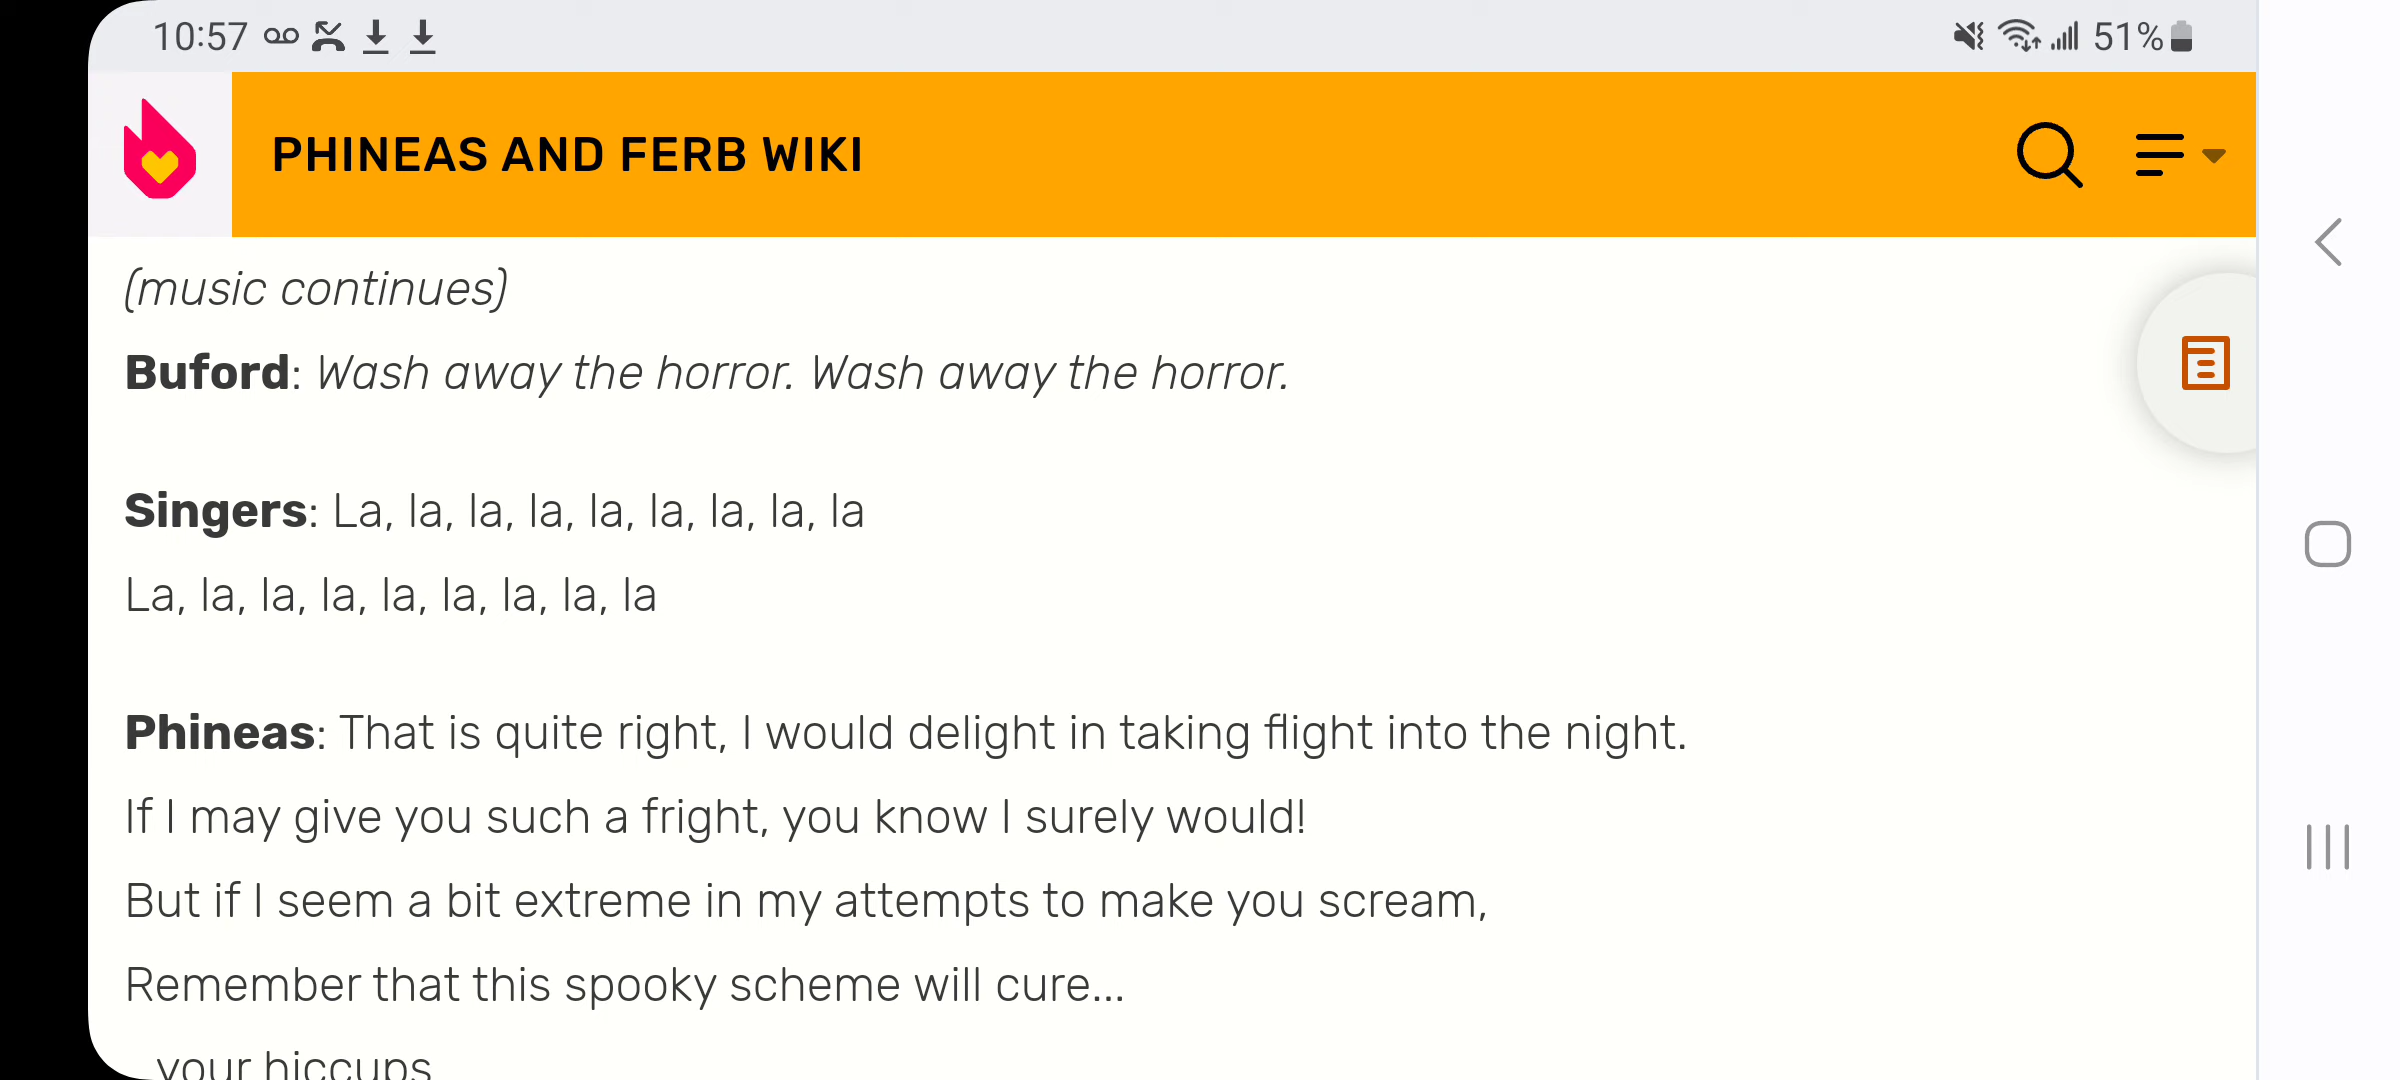 10:57
51%
PHINEAS AND FERB WIKI
(music continues)
Buford: Wash away the horror. Wash away the horror.
Singers: La, la, la, la, la, la, la, la, la
La, la, la, la, la, la, la, la, la
Phineas: That is quite right, I would delight in taking flight into the night.
If I may give you such a fright, you know I surely would!
But if I seem a bit extreme in my attempts to make you scream,
Remember that this spooky scheme will cure...
your hiccups